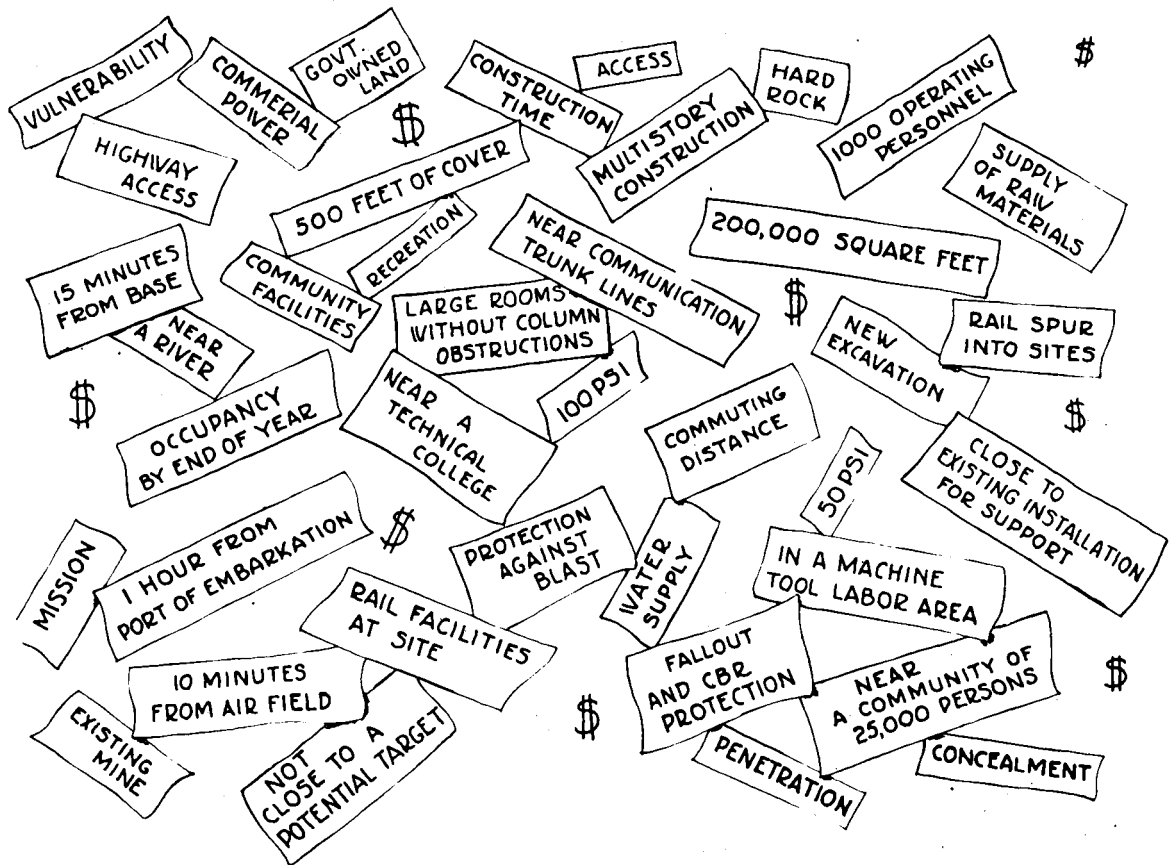 VULNERABILITY
COMMERIAL
POWER
GOVT.
OWNED
LAND
CONSTRUCTION
TIME
ACCESS
HARD
ROCK
1000 OPERATING
PERSONNEL
$
$
HIGHWAY
ACCESS
500 FEET OF COVER
MULTISTORY
CONSTRUCTION
SUPPLY
OF RAW
MATERIALS
RECREATION
NEAR COMMUNICATION
TRUNK LINES
200,000 SQUARE FEET
15 MINUTES
FROM BASE
COMMUNITY
FACILITIES
LARGE ROOMS
WITHOUT COLUMN
OBSTRUCTIONS
$
NEW
EXCAVATION
RAIL SPUR
INTO SITES
NEAR
A RIVER
$
OCCUPANCY
BY END OF YEAR
NEAR A
TECHNICAL
COLLEGE
100 PSI
COMMUTING
DISTANCE
$
50 PSI
CLOSE TO
EXISTING INSTALLATION
FOR SUPPORT
MISSION
1 HOUR FROM
PORT OF EMBARKATION
$
PROTECTION
AGAINST
BLAST
WATER
SUPPLY
IN A MACHINE
TOOL LABOR AREA
RAIL FACILITIES
AT SITE
10 MINUTES
FROM AIR FIELD
FALLOUT
AND CBR
PROTECTION
NEAR
A COMMUNITY OF
25,000 PERSONS
$
$
EXISTING
MINE
NOT
CLOSE TO A
POTENTIAL TARGET
PENETRATION
CONCEALMENT